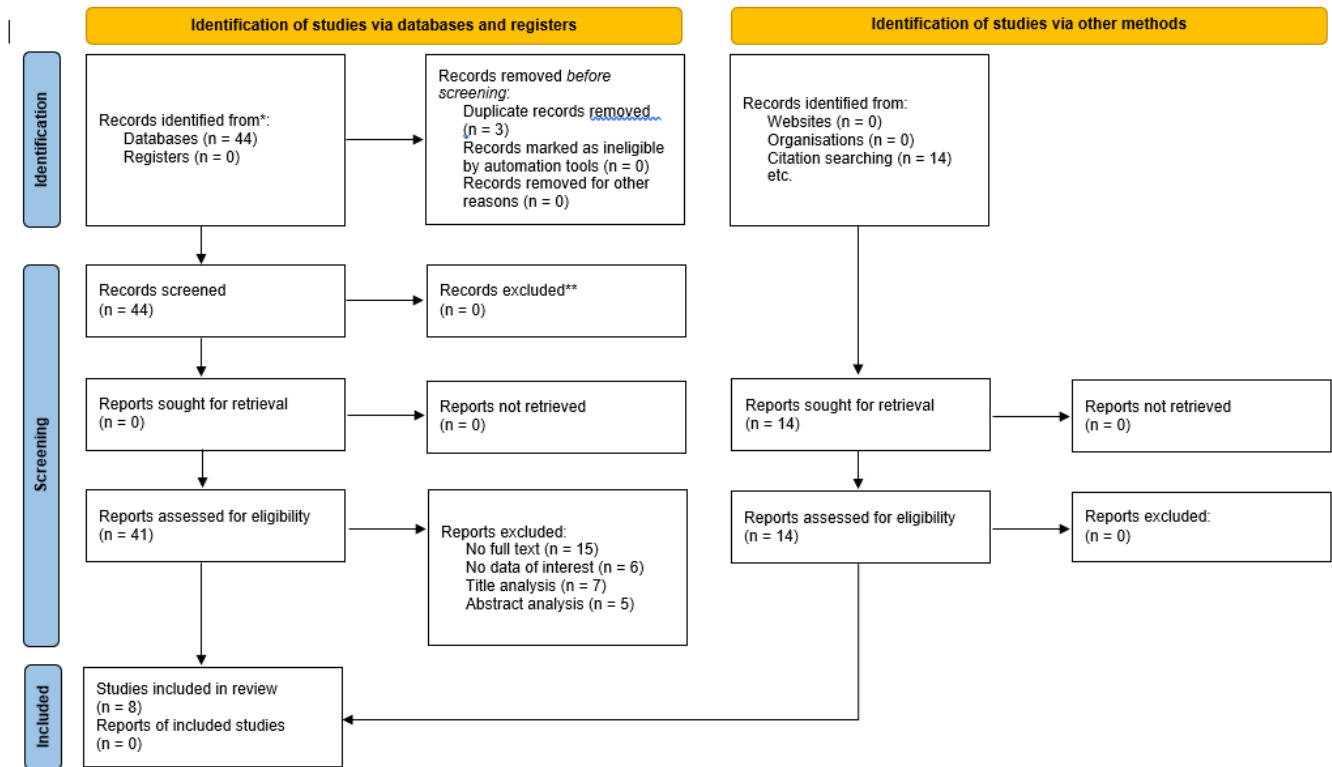 Identification of studies via databases and registers
Identification of studies via other methods
Identification
Records identified from*:
Databases (n = 44)
Registers (n = 0)
Records removed before
screening:
Duplicate records removed
(n = 3)
Records marked as ineligible
by automation tools (n = 0)
Records removed for other
reasons (n = 0)
Records identified from:
Websites (n = 0)
Organisations (n = 0)
Citation searching (n = 14)
etc.
Screening
Records screened
(n = 44)
Records excluded**
(n = 0)
Reports sought for retrieval
(n = 0)
Reports not retrieved
(n = 0)
Reports sought for retrieval
(n = 14)
Reports not retrieved
(n = 0)
Reports assessed for eligibility
(n = 41)
Reports excluded:
No full text (n = 15)
No data of interest (n = 6)
Title analysis (n = 7)
Abstract analysis (n = 5)
Reports assessed for eligibility
(n = 14)
Reports excluded:
(n = 0)
Included
Studies included in review
(n = 8)
Reports of included studies
(n = 0)